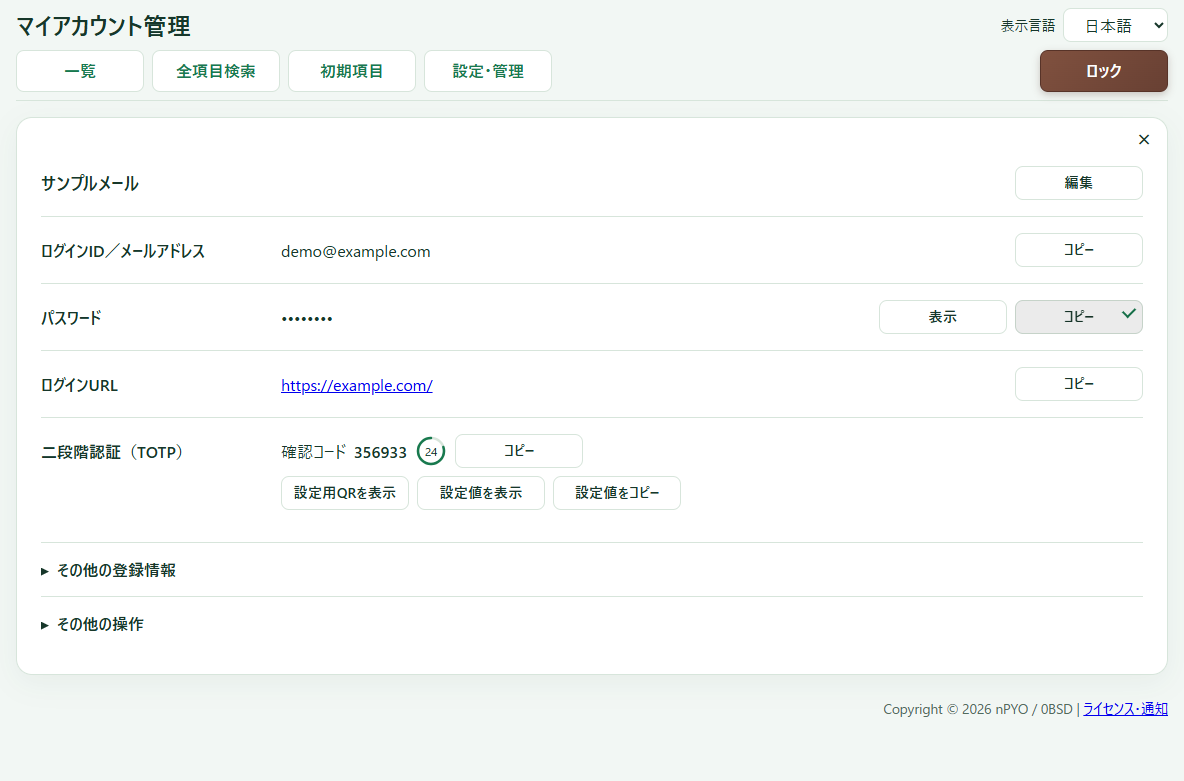 マイアカウント管理
表示言語 日本語
一覧 全項目検索 初期項目 設定・管理 ロック
×
サンプルメール 編集
ログインID／メールアドレス demo@example.com コピー
パスワード •••••••• 表示 コピー
ログインURL https://example.com/ コピー
二段階認証（TOTP） 確認コード 356933 24 コピー
設定用QRを表示 設定値を表示 設定値をコピー
▸ その他の登録情報
▸ その他の操作
Copyright © 2026 nPYO / 0BSD | ライセンス・通知